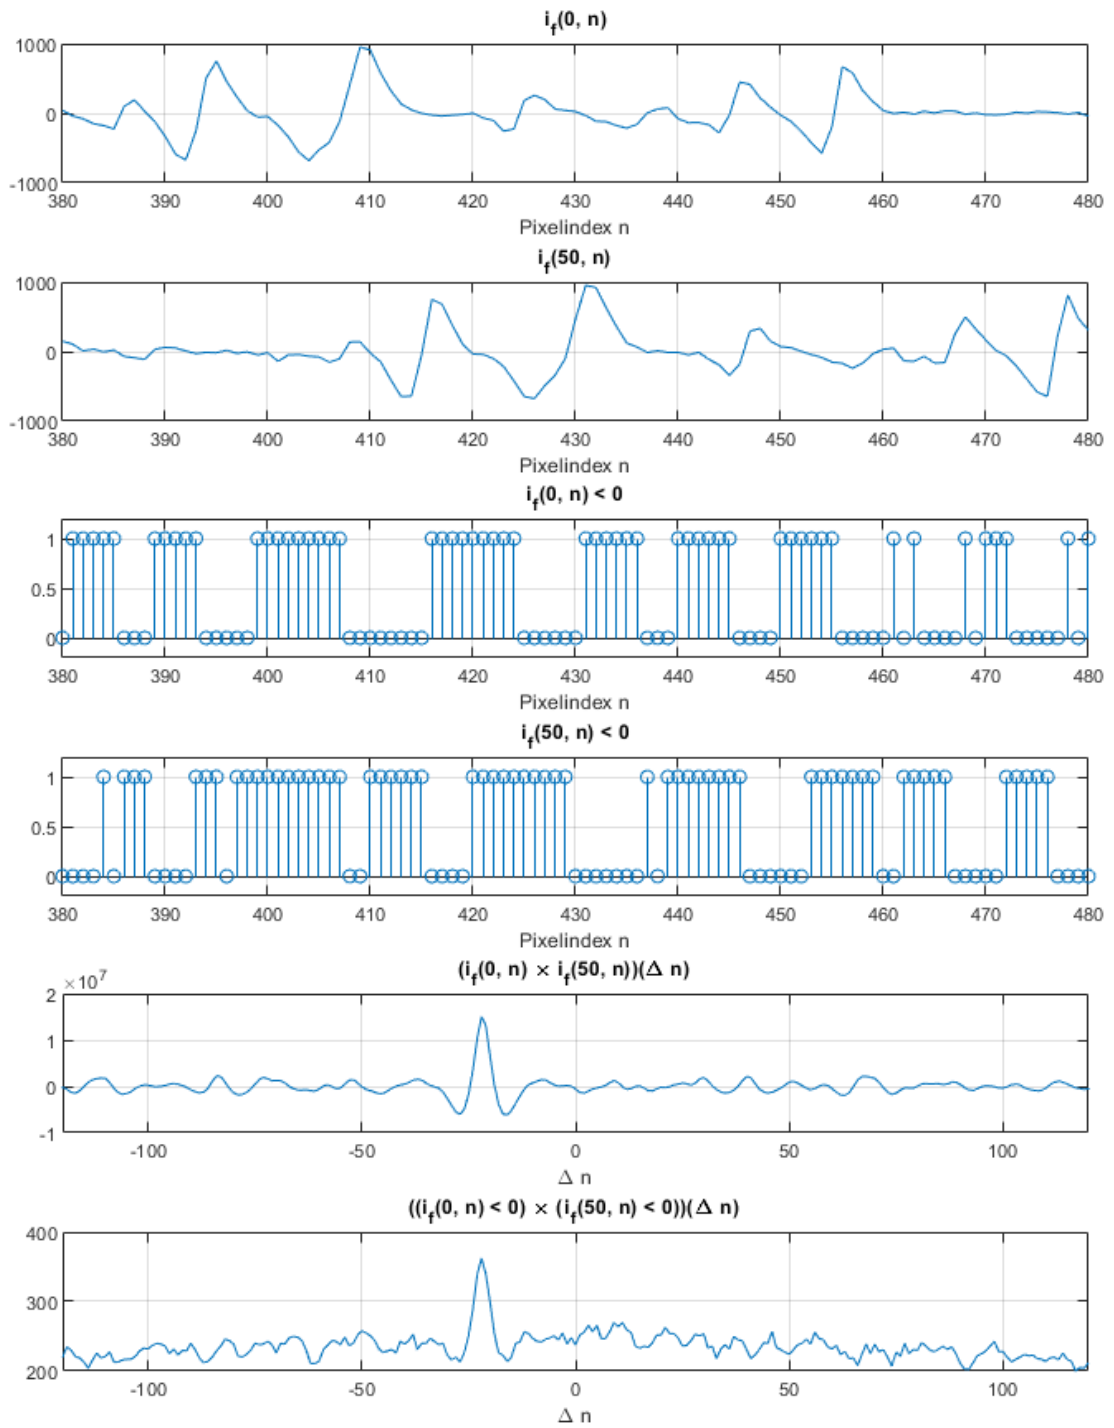 i_f(0, n)
1000
0
-1000
380 390 400 410 420 430 440 450 460 470 480
Pixelindex n
i_f(50, n)
1000
0
-1000
380 390 400 410 420 430 440 450 460 470 480
Pixelindex n
i_f(0, n) < 0
1
0.5
0
380 390 400 410 420 430 440 450 460 470 480
Pixelindex n
i_f(50, n) < 0
1
0.5
0
380 390 400 410 420 430 440 450 460 470 480
Pixelindex n
(i_f(0, n) × i_f(50, n))(Δ n)
×10^7
2
1
0
-1
-100 -50 0 50 100
Δ n
((i_f(0, n) < 0) × (i_f(50, n) < 0))(Δ n)
400
300
200
-100 -50 0 50 100
Δ n